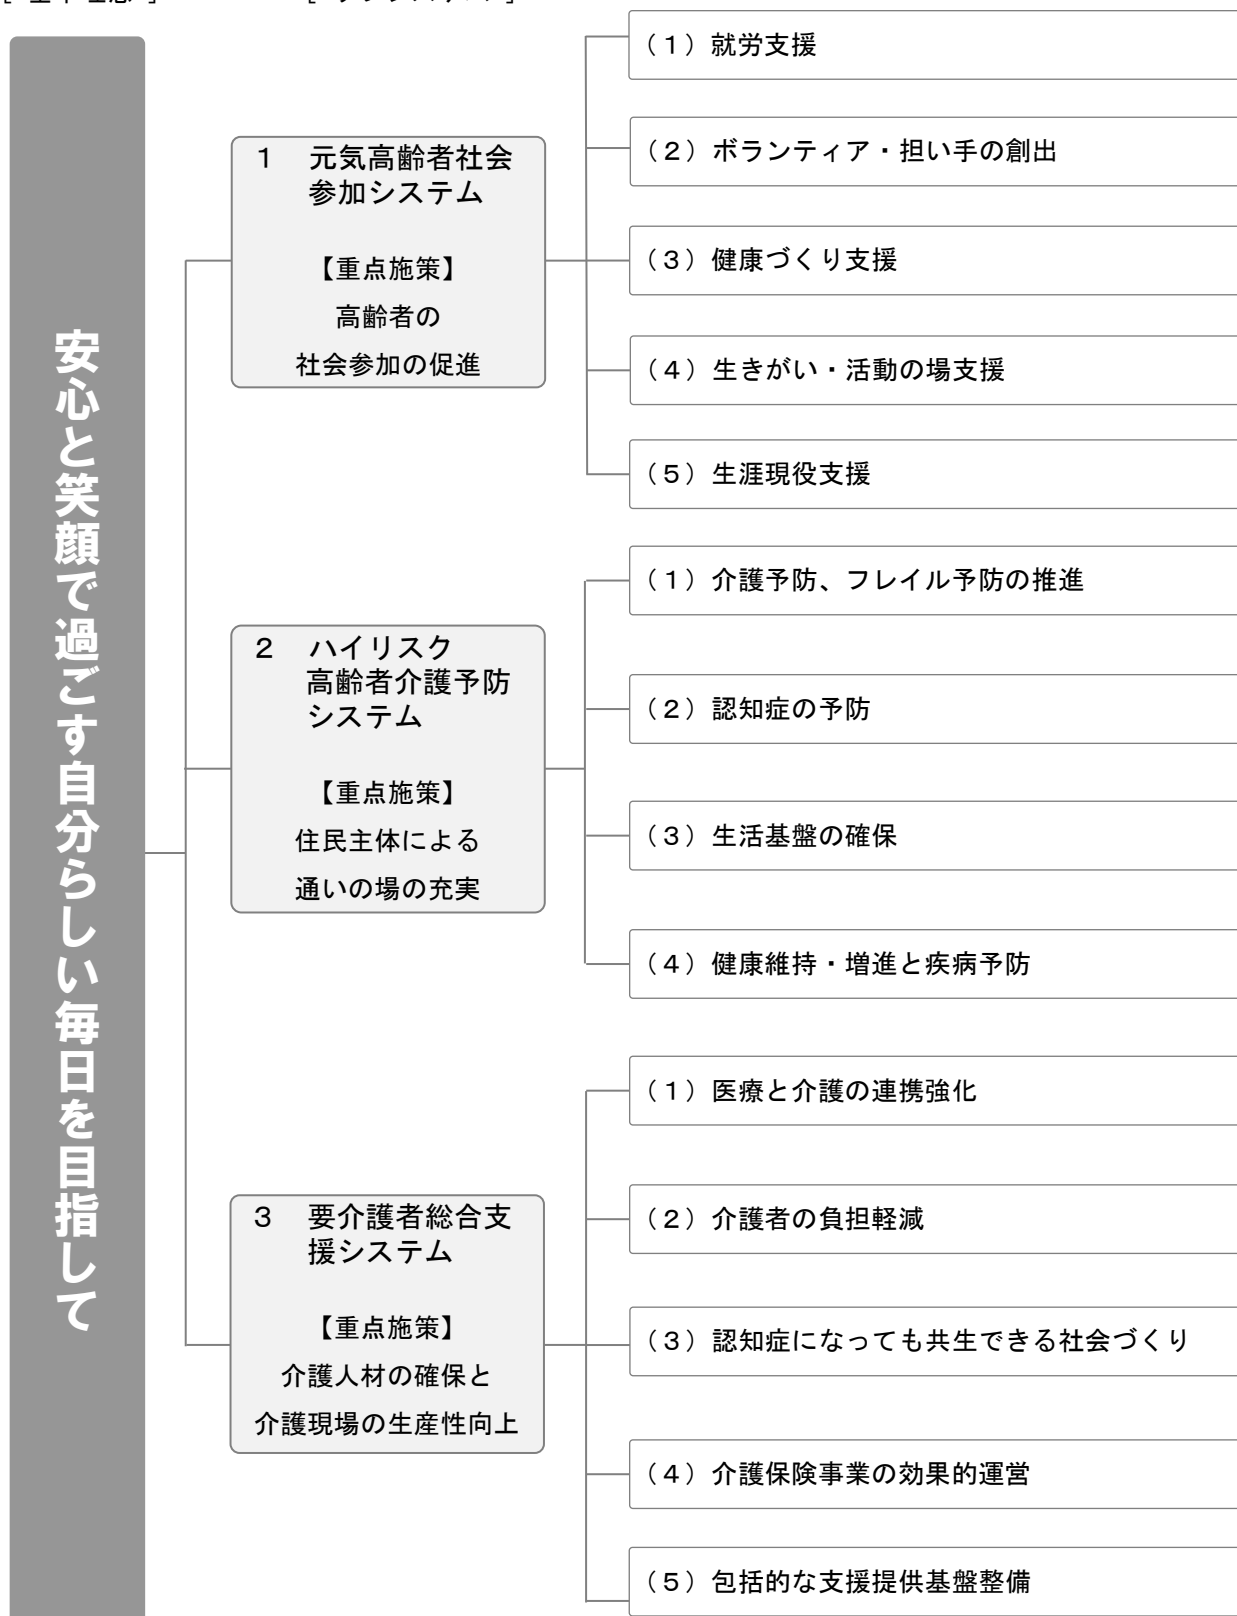 安心と笑顔で過ごす自分らしい毎日を目指して
1 元気高齢者社会
参加システム
【重点施策】
高齢者の
社会参加の促進
(1)就労支援
(2)ボランティア・担い手の創出
(3)健康づくり支援
(4)生きがい・活動の場支援
(5)生涯現役支援
2 ハイリスク
高齢者介護予防
システム
【重点施策】
住民主体による
通いの場の充実
(1)介護予防、フレイル予防の推進
(2)認知症の予防
(3)生活基盤の確保
(4)健康維持・増進と疾病予防
3 要介護者総合支
援システム
【重点施策】
介護人材の確保と
介護現場の生産性向上
(1)医療と介護の連携強化
(2)介護者の負担軽減
(3)認知症になっても共生できる社会づくり
(4)介護保険事業の効果的運営
(5)包括的な支援提供基盤整備